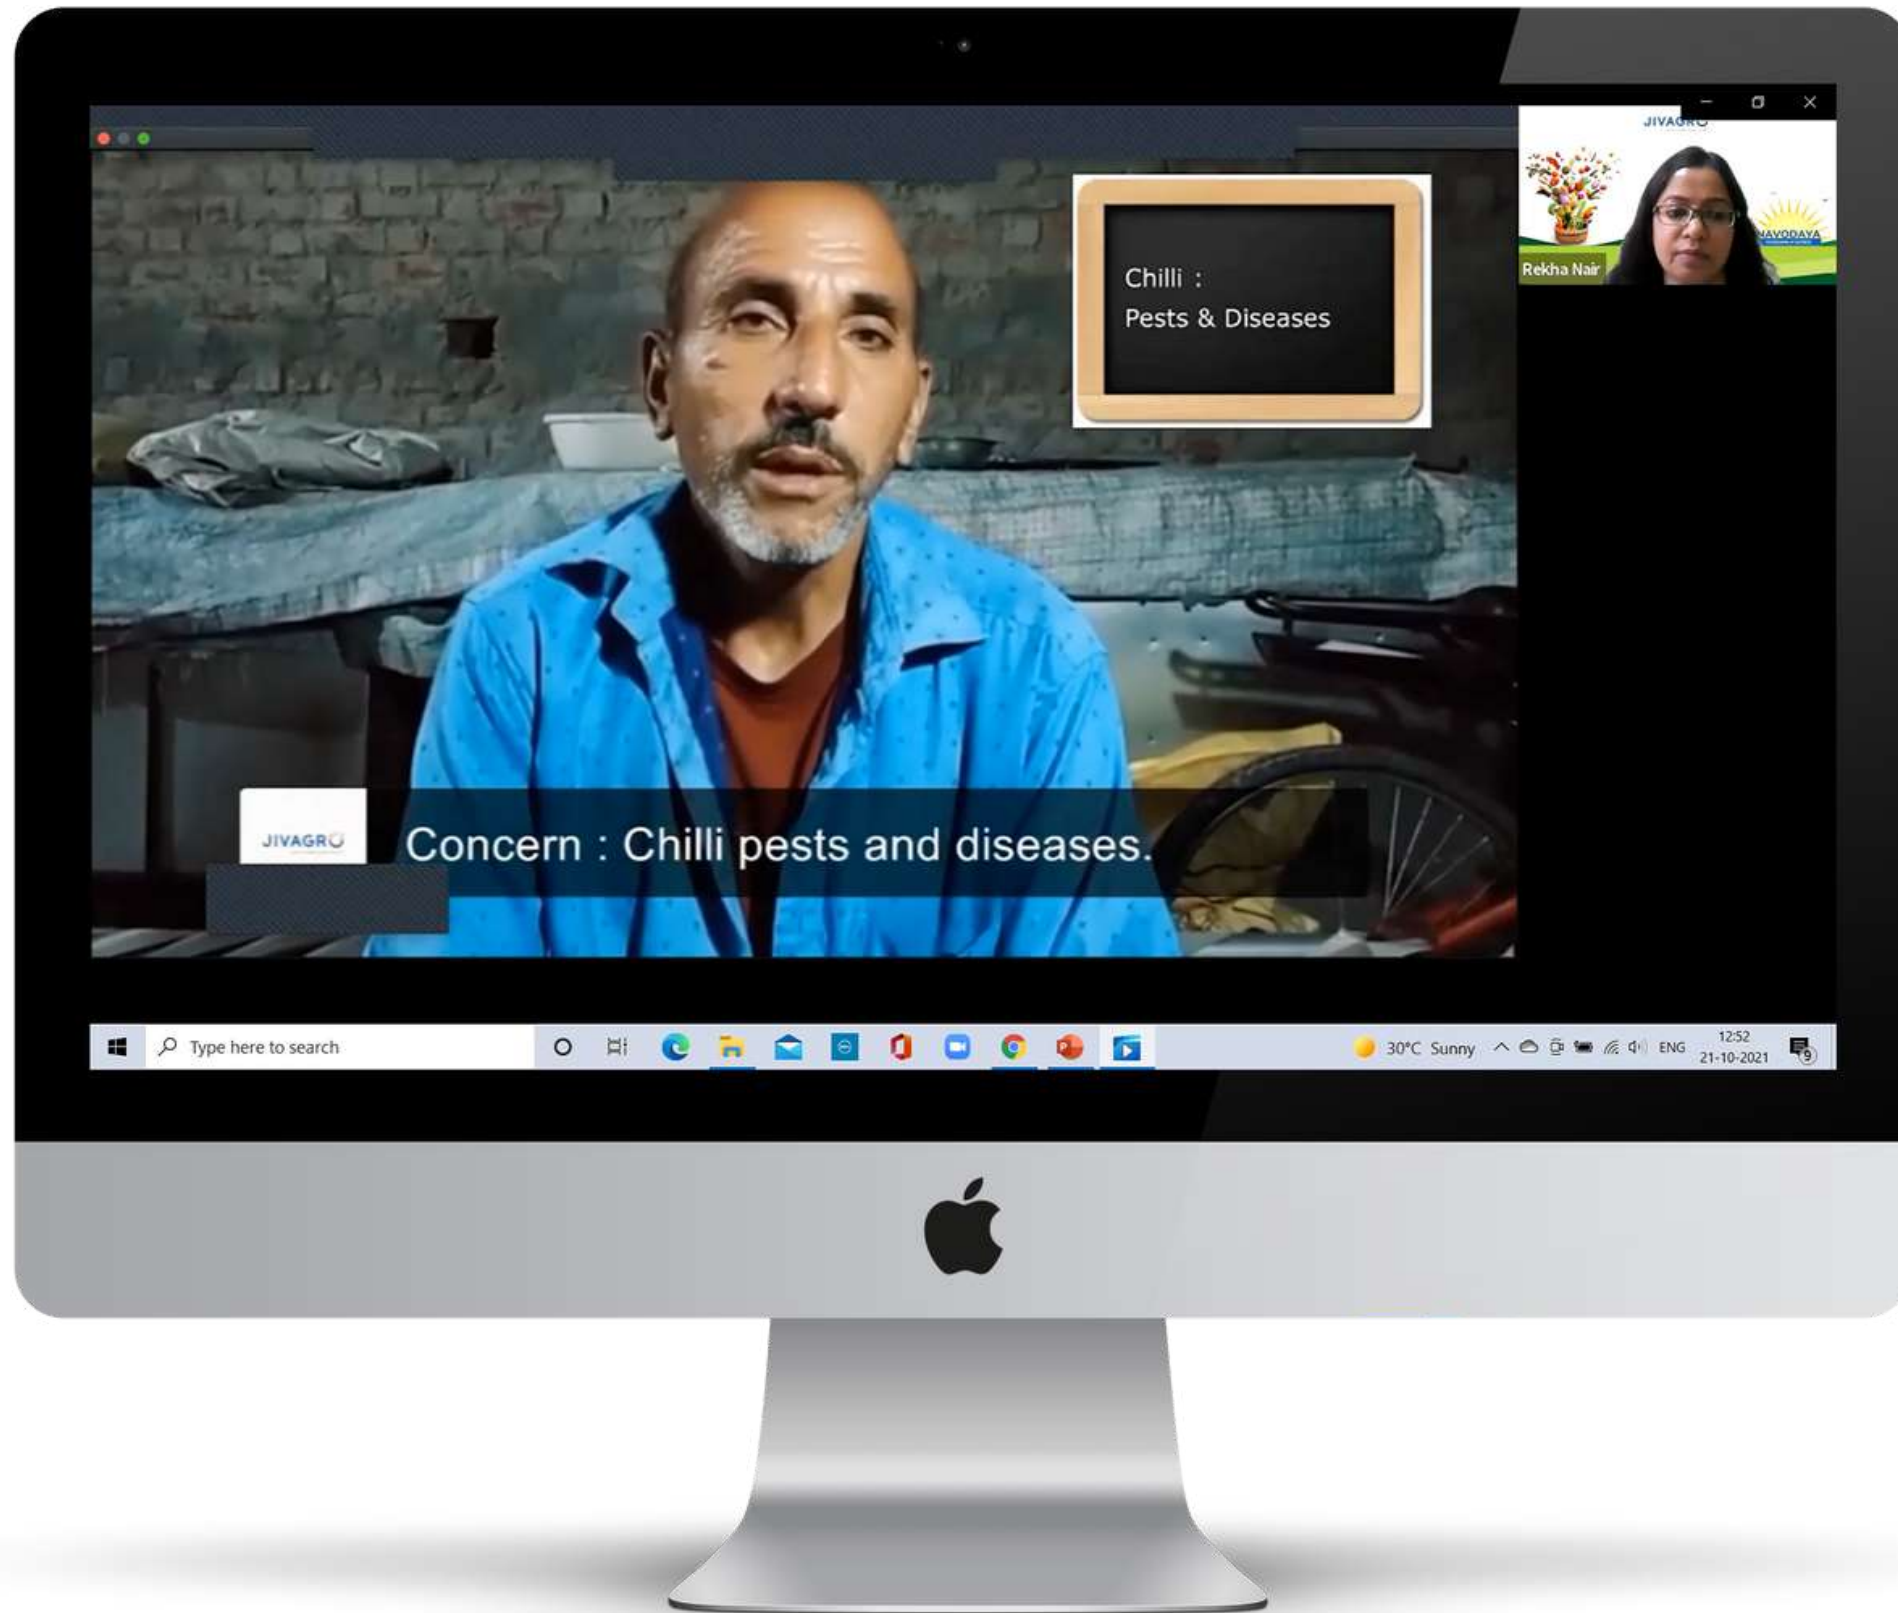 JIVAGRO
NAVODAYA
Rekha Nair
Chilli :
Pests & Diseases
JIVAGRO
Concern : Chilli pests and diseases.
Type here to search
30°C Sunny
ENG
12:52
21-10-2021
9